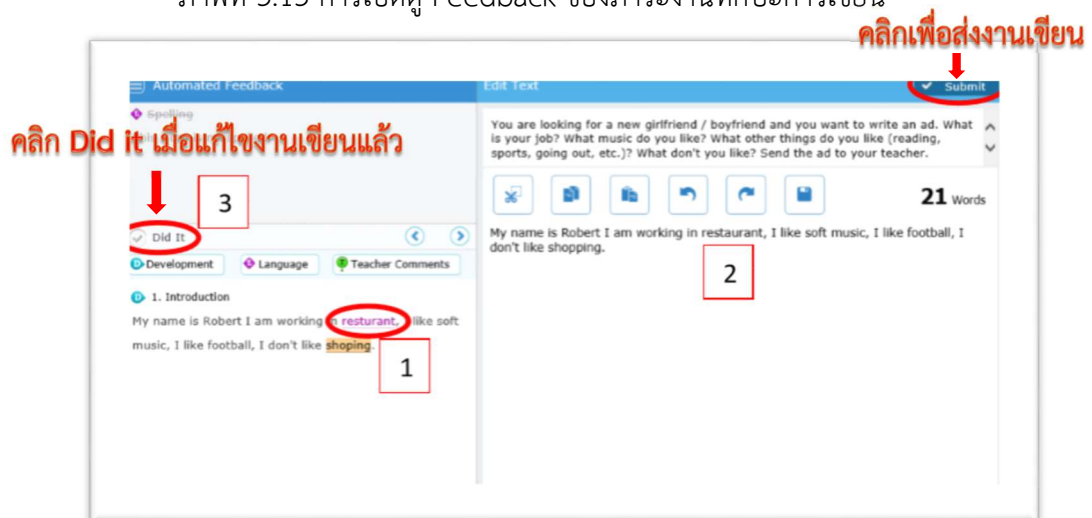 ภาพที่ 3.15 การเปิดดู Feedback ของภาระงานทักษะการเขียน
คลิกเพื่อส่งงานเขียน
Automated Feedback
Edit Text
Submit
Spelling
คลิก Did it เมื่อแก้ไขงานเขียนแล้ว
You are looking for a new girlfriend / boyfriend and you want to write an ad. What
is your job? What music do you like? What other things do you like (reading,
sports, going out, etc.)? What don't you like? Send the ad to your teacher.
3
21 Words
Did It
My name is Robert I am working in restaurant, I like soft music, I like football, I
don't like shopping.
2
Development
Language
Teacher Comments
1. Introduction
My name is Robert I am working in resturant, I like soft
music, I like football, I don't like shoping.
1